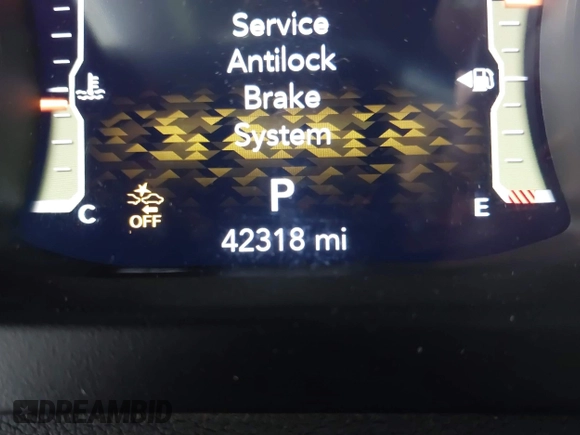 Service
Antilock
Brake
System
P
C
E
OFF
42318 mi
DREAMBID